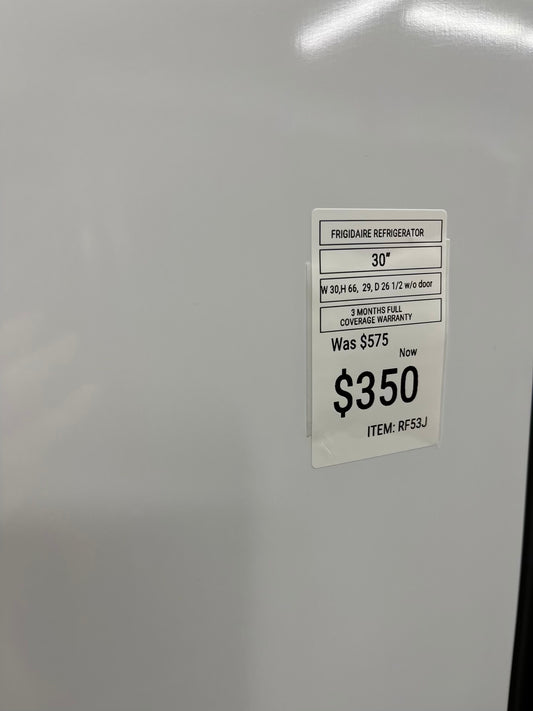 FRIGIDAIRE REFRIGERATOR
30"
W 30,H 66, 29, D 26 1/2 w/o door
3 MONTHS FULL
COVERAGE WARRANTY
Was $575
Now
$350
ITEM: RF53J